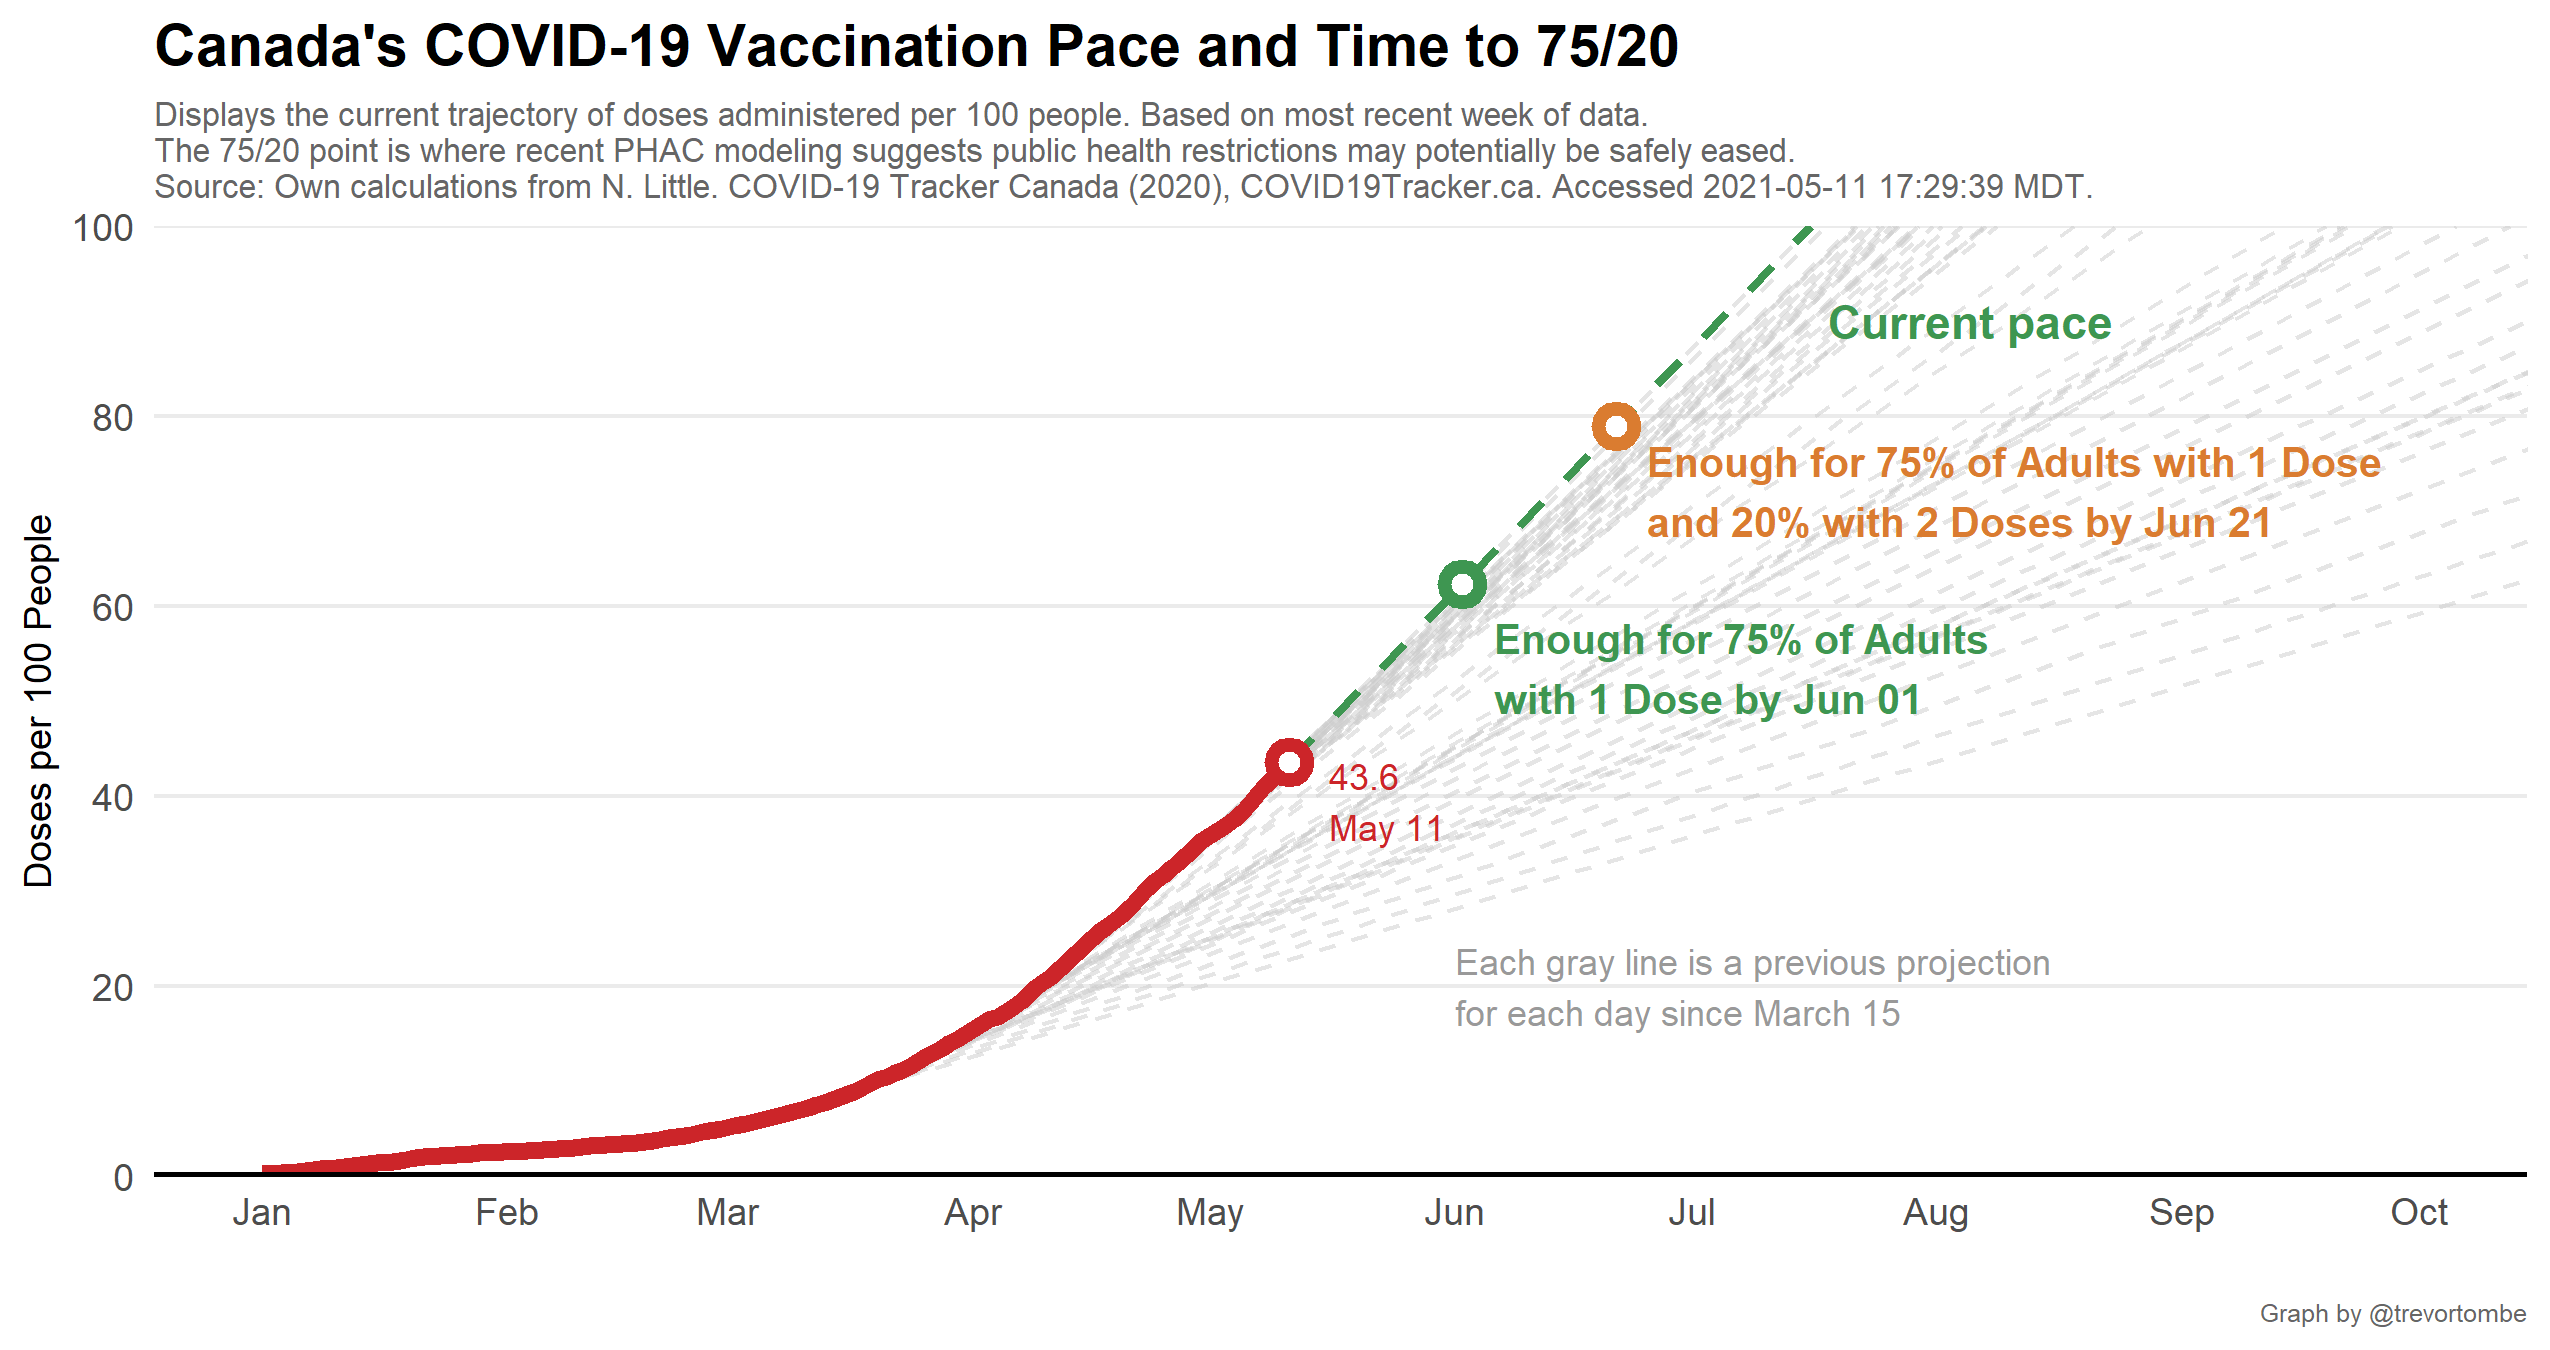 Canada's COVID-19 Vaccination Pace and Time to 75/20
Displays the current trajectory of doses administered per 100 people. Based on most recent week of data.
The 75/20 point is where recent PHAC modeling suggests public health restrictions may potentially be safely eased.
Source: Own calculations from N. Little. COVID-19 Tracker Canada (2020), COVID19Tracker.ca. Accessed 2021-05-11 17:29:39 MDT.
Doses per 100 People
100
80
60
40
20
0
Current pace
Enough for 75% of Adults with 1 Dose
and 20% with 2 Doses by Jun 21
Enough for 75% of Adults
with 1 Dose by Jun 01
43.6
May 11
Each gray line is a previous projection
for each day since March 15
Jan Feb Mar Apr May Jun Jul Aug Sep Oct
Graph by @trevortombe